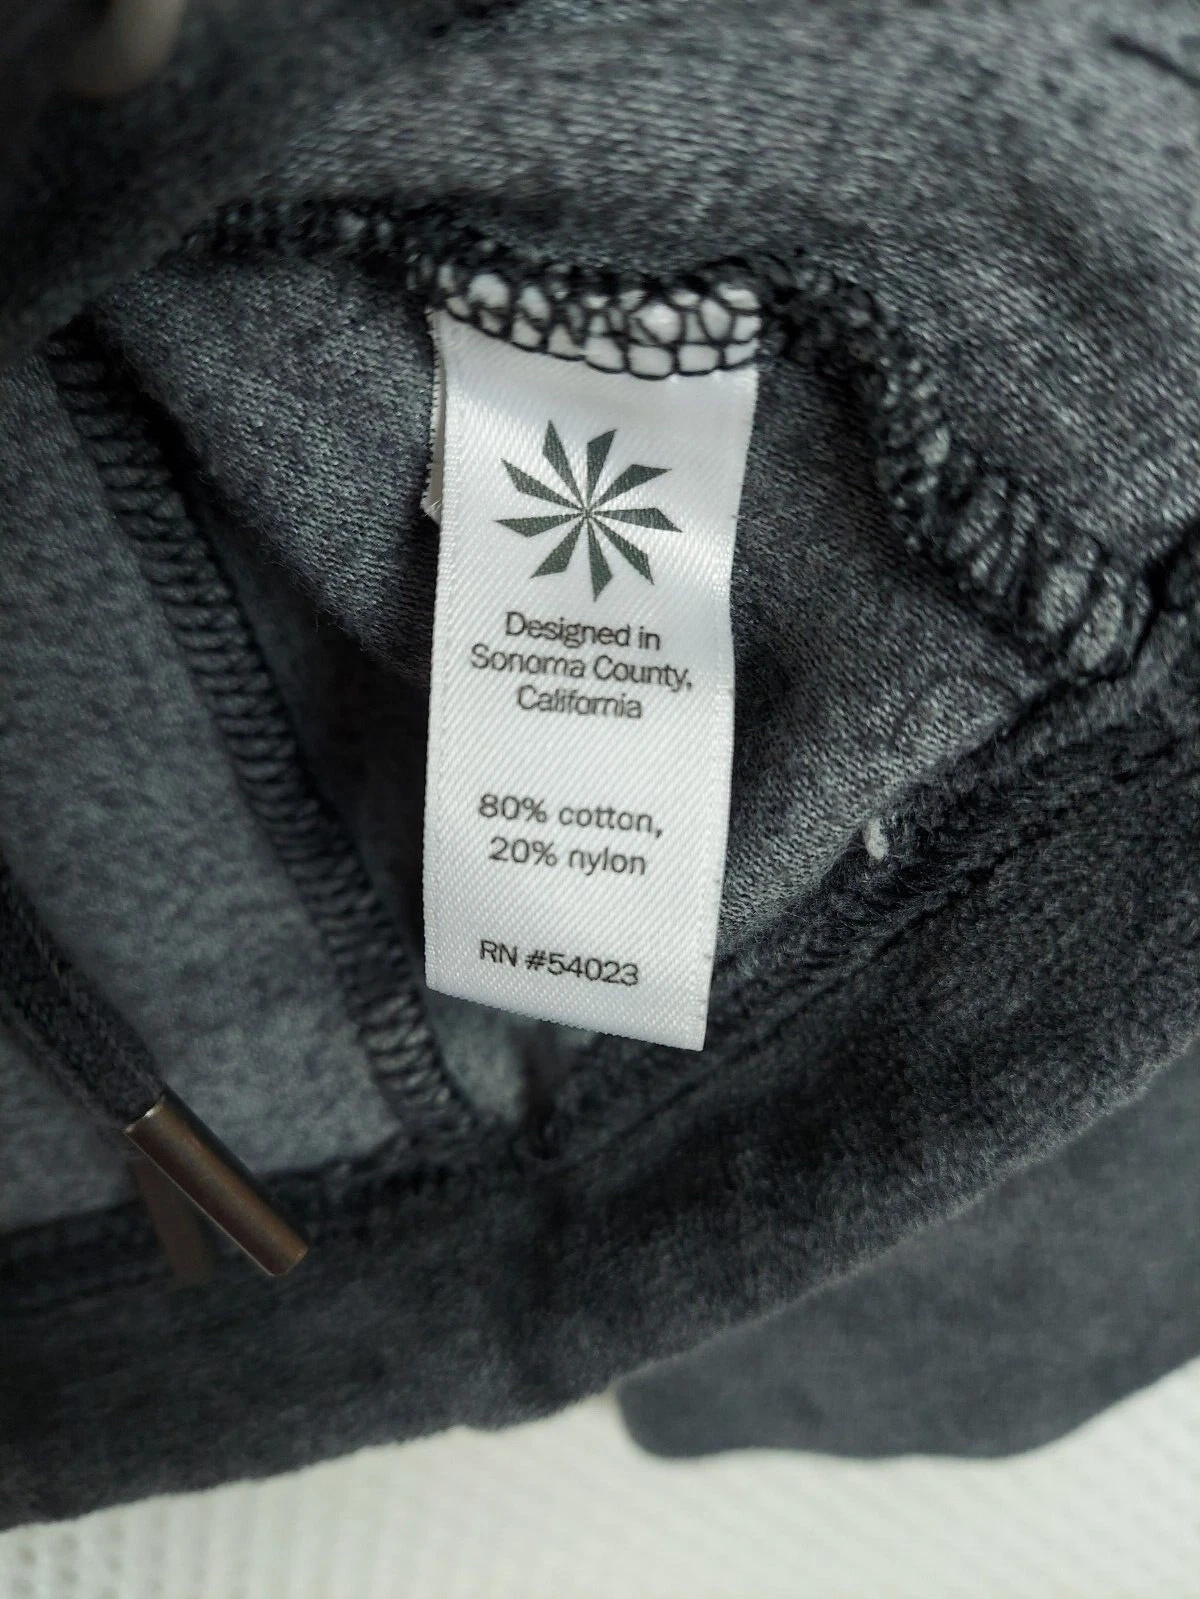 Designed in
Sonoma County,
California
80% cotton,
20% nylon
RN #54023